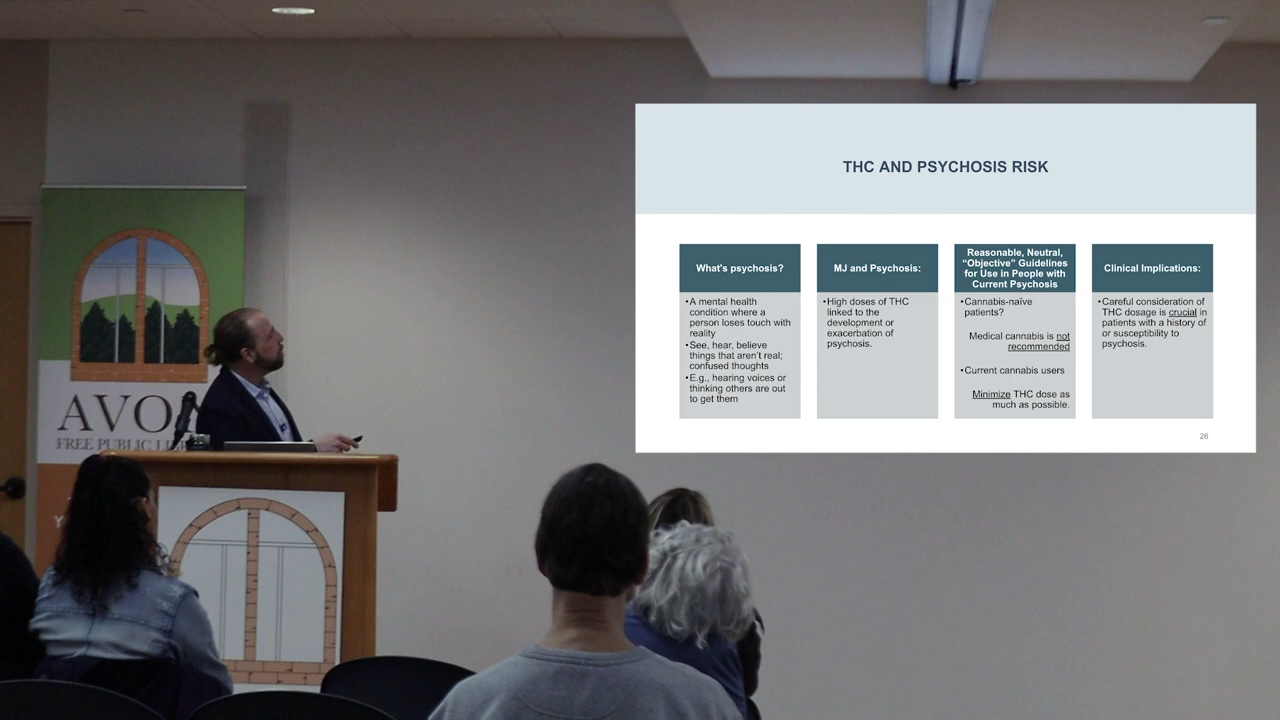 THC AND PSYCHOSIS RISK
What's psychosis?
•A mental health
condition where a
person loses touch with
reality
•See, hear, believe
things that aren't real;
confused thoughts
•E.g., hearing voices or
thinking others are out
to get them
MJ and Psychosis:
•High doses of THC
linked to the
development or
exacerbation of
psychosis.
Reasonable, Neutral,
“Objective” Guidelines
for Use in People with
Current Psychosis
•Cannabis-naïve
patients?
Medical cannabis is not
recommended
•Current cannabis users
Minimize THC dose as
much as possible.
Clinical Implications:
•Careful consideration of
THC dosage is crucial in
patients with a history of
or susceptibility to
psychosis.
26
AVO
FREE PUBLIC LI